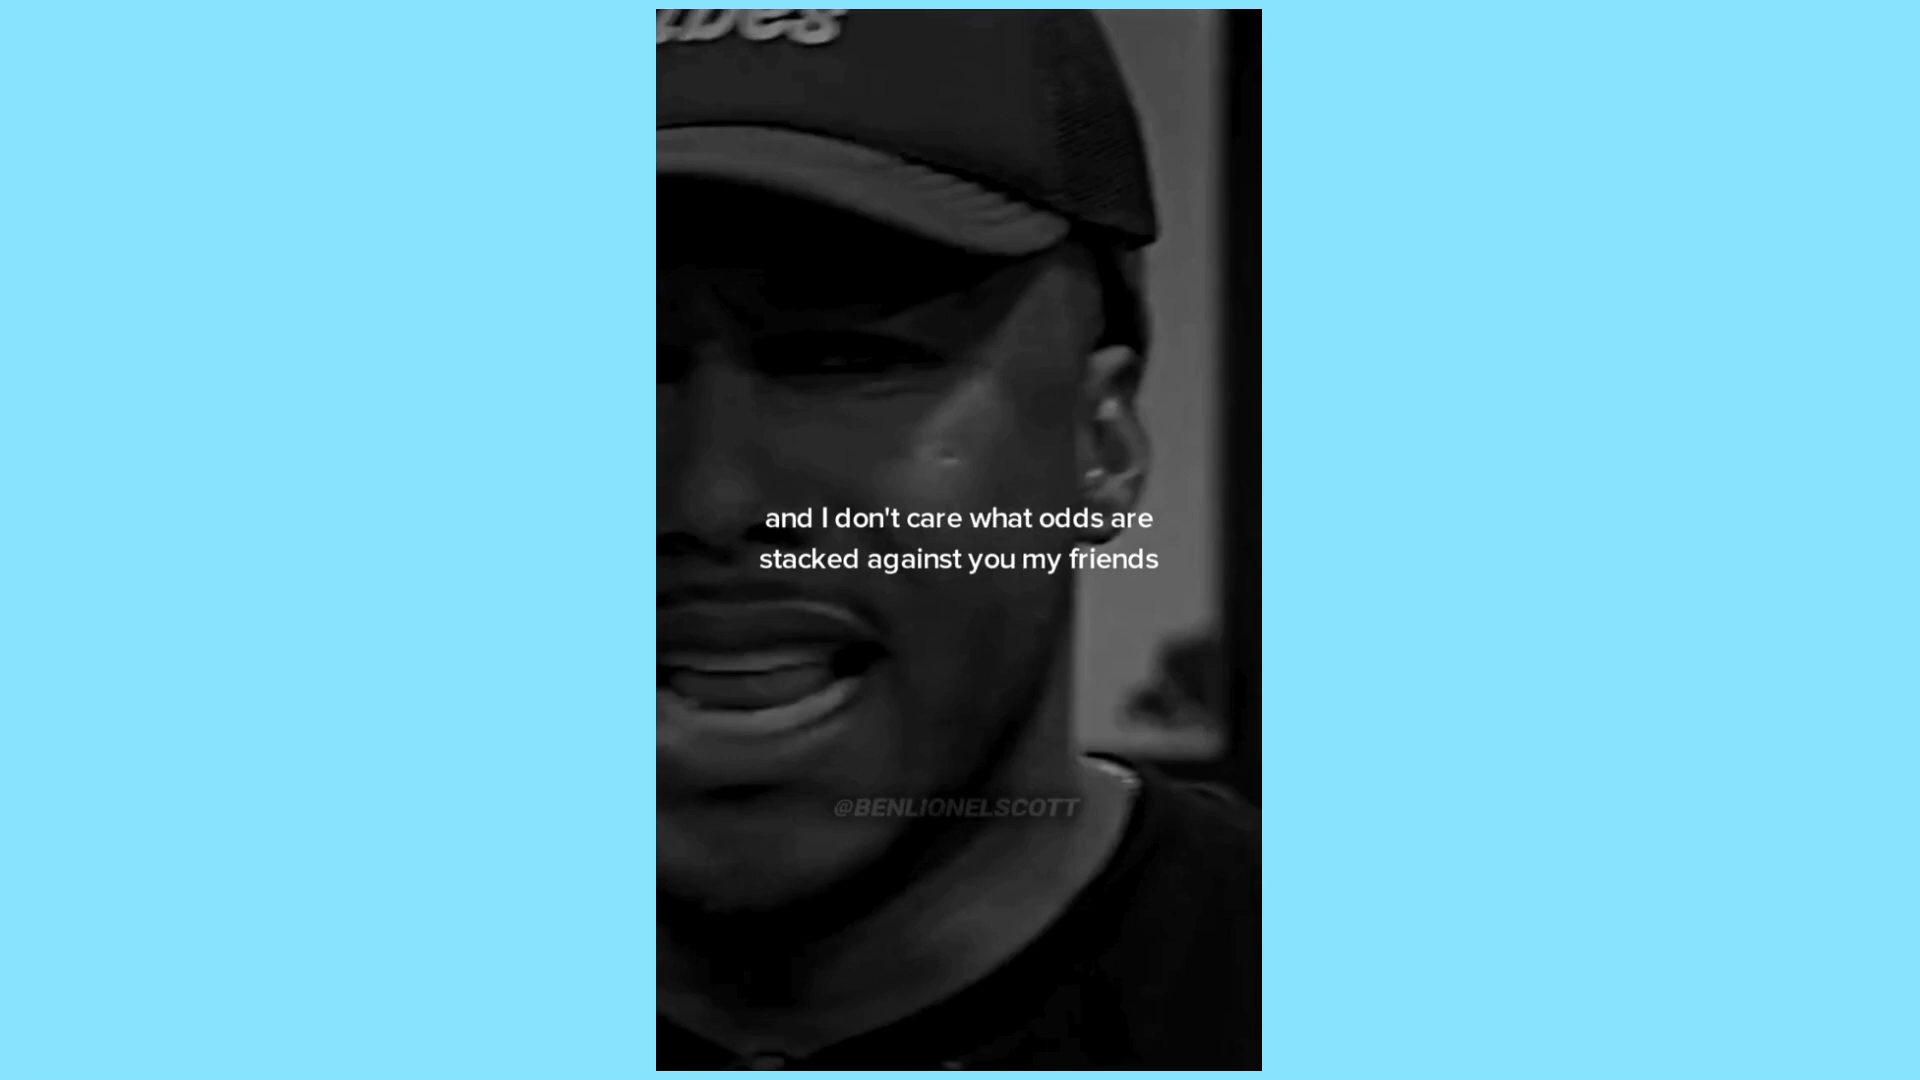 and I don't care what odds are
stacked against you my friends
@BENLIONELSCOTT